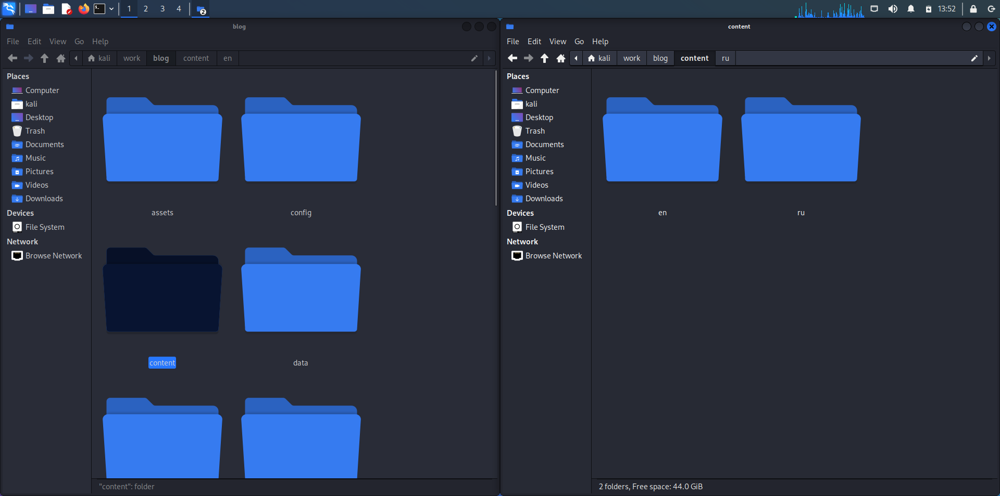 1 2 3 4 2 13:52
blog
File Edit View Go Help
kali work blog content en
Places
Computer
kali
Desktop
Trash
Documents
Music
Pictures
Videos
Downloads
Devices
File System
Network
Browse Network
assets config
content data
"content": folder
content
File Edit View Go Help
kali work blog content ru
Places
Computer
kali
Desktop
Trash
Documents
Music
Pictures
Videos
Downloads
Devices
File System
Network
Browse Network
en ru
2 folders, Free space: 44.0 GiB